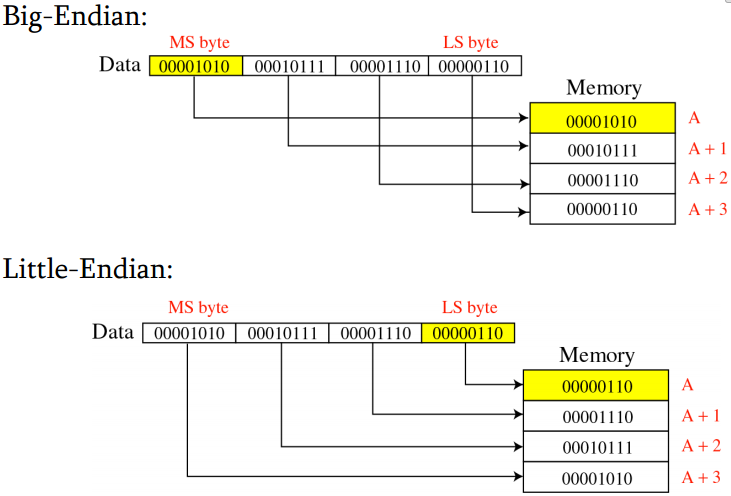 Big-Endian:
MS byte LS byte
Data 00001010 00010111 00001110 00000110
Memory
00001010 A
00010111 A + 1
00001110 A + 2
00000110 A + 3
Little-Endian:
MS byte LS byte
Data 00001010 00010111 00001110 00000110
Memory
00000110 A
00001110 A + 1
00010111 A + 2
00001010 A + 3